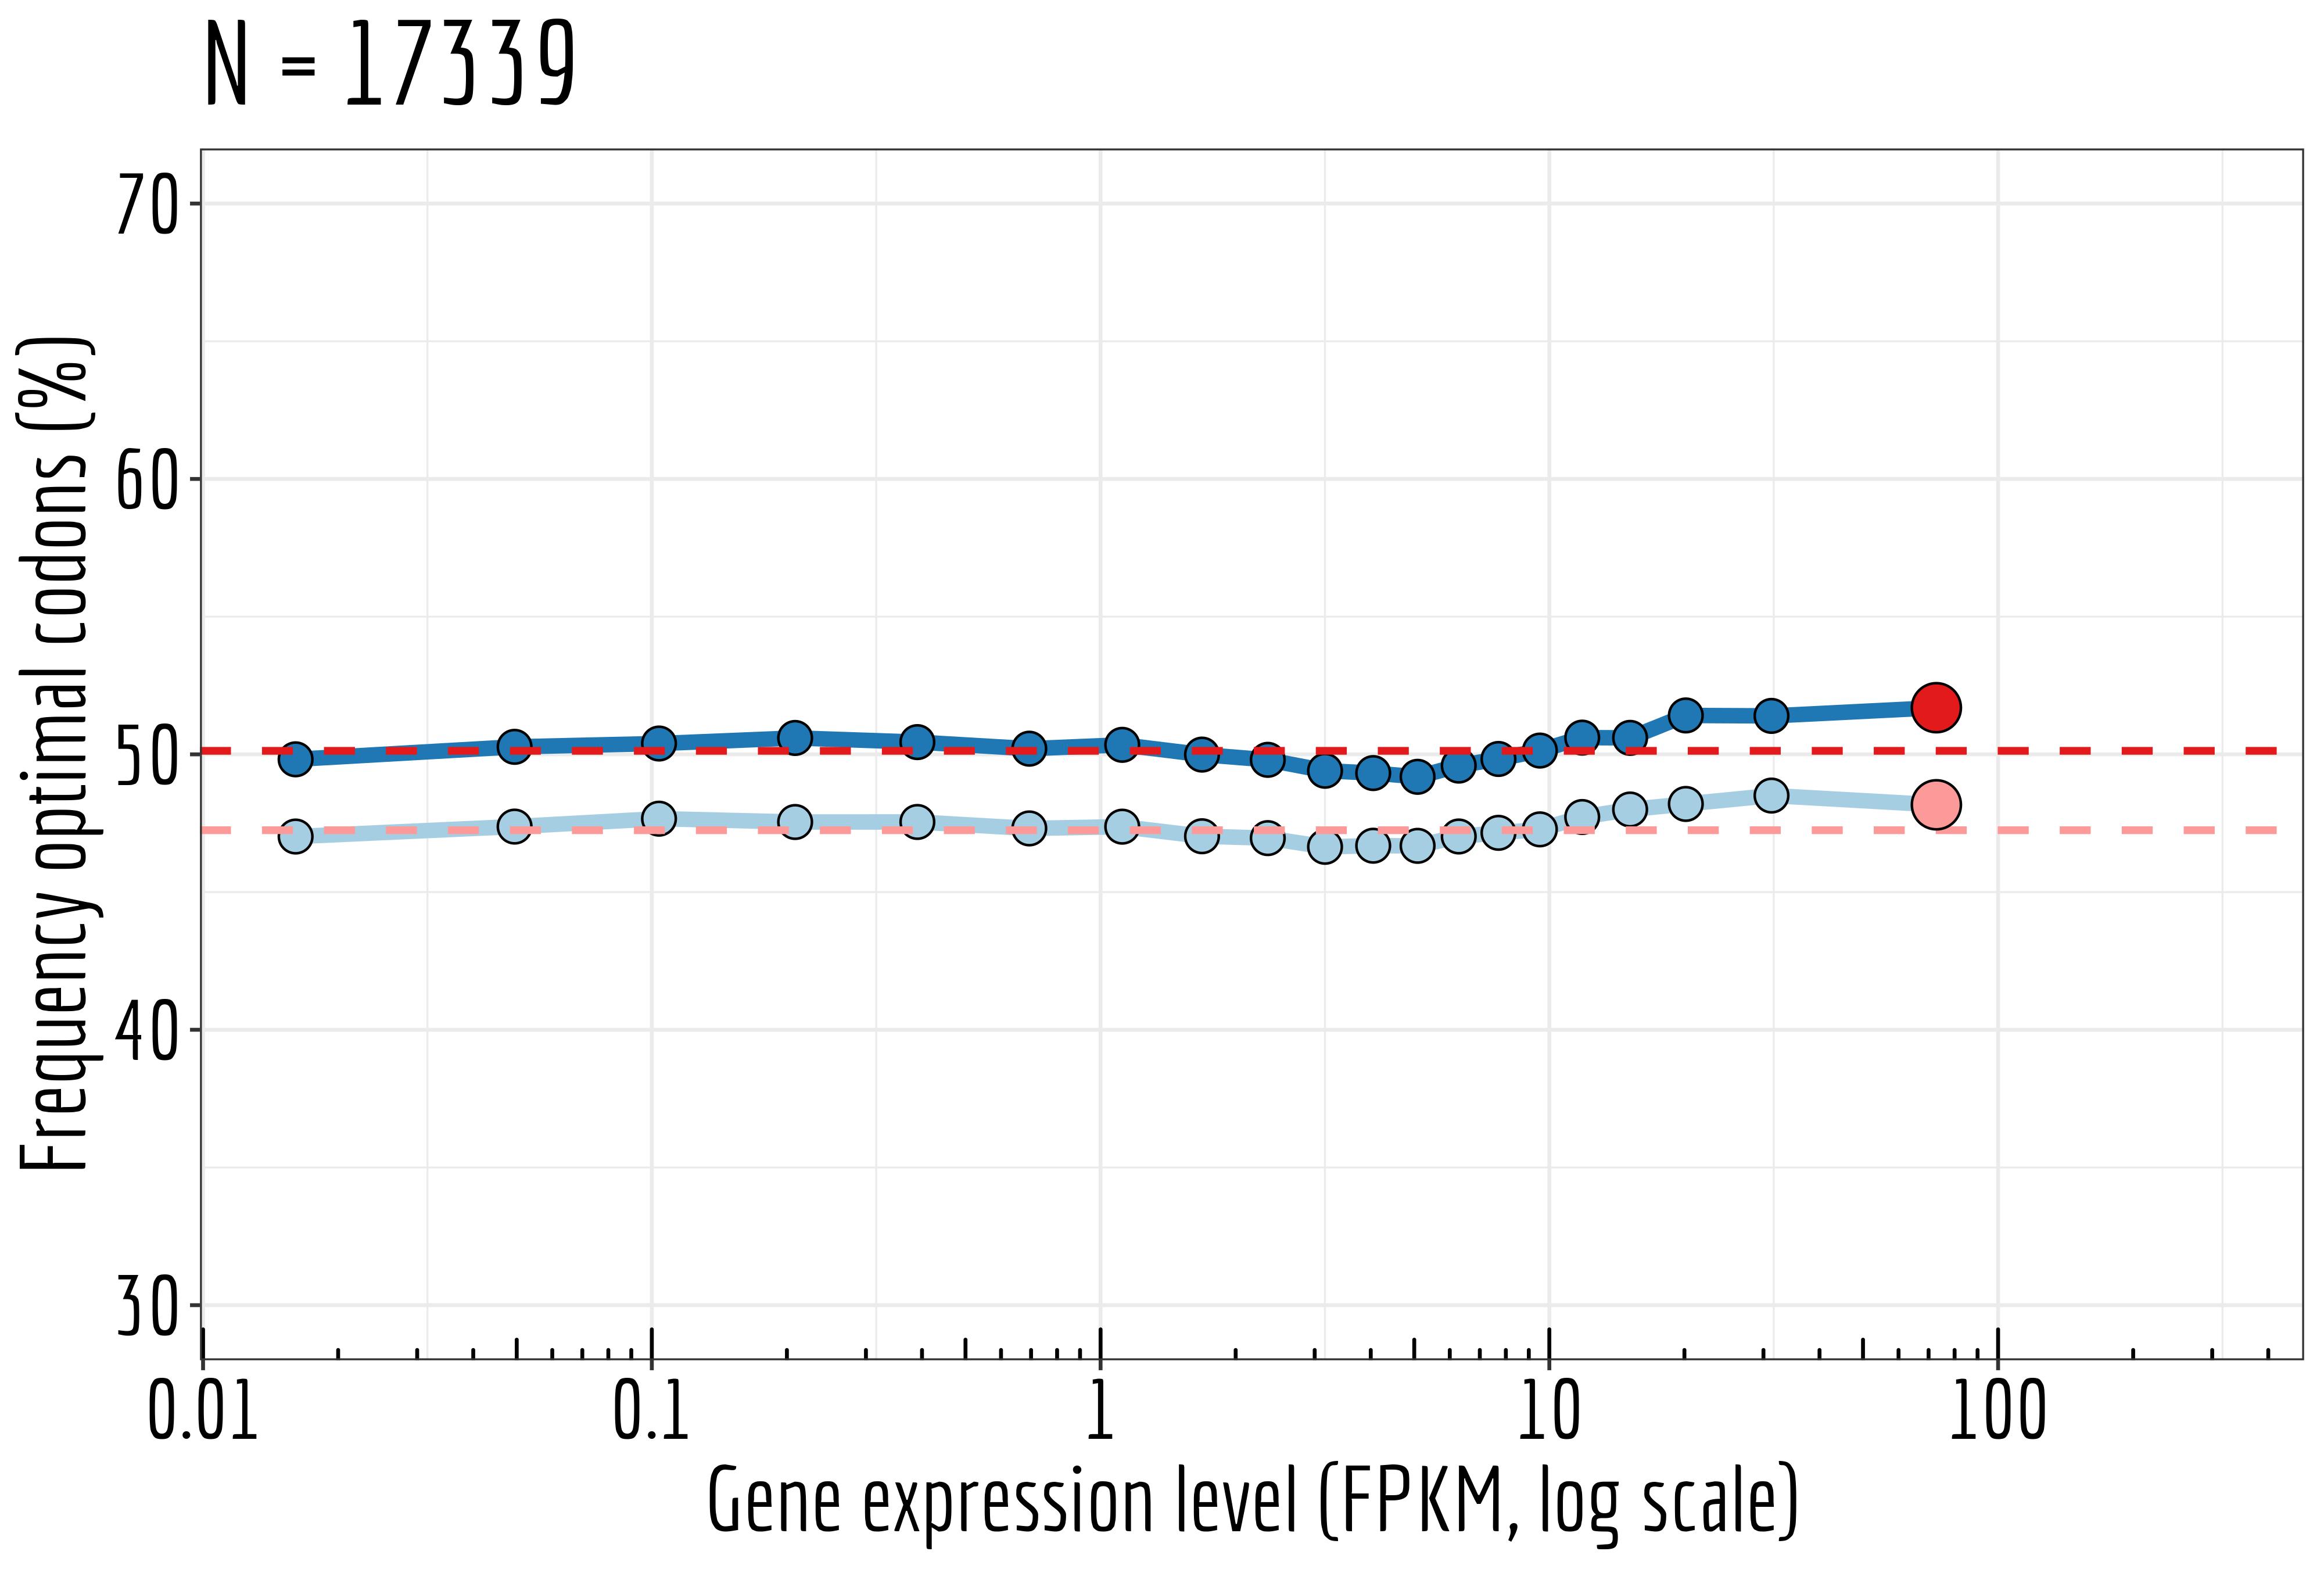 N = 17339
Frequency optimal codons (%)
70
60
50
40
30
0.01 0.1 1 10 100
Gene expression level (FPKM, log scale)